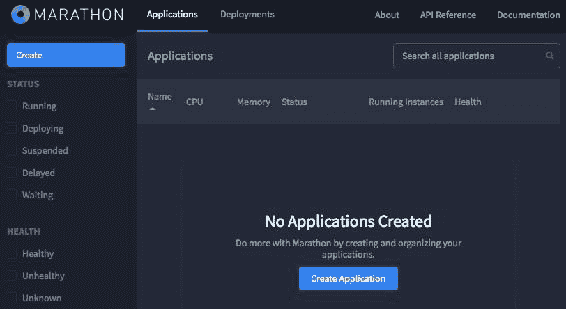 MARATHON
Applications
Deployments
About
API Reference
Documentation
Create
STATUS
Running
Deploying
Suspended
Delayed
Waiting
HEALTH
Healthy
Unhealthy
Unknown
Applications
Search all applications
Name
CPU
Memory
Status
Running Instances
Health
No Applications Created
Do more with Marathon by creating and organizing your
applications.
Create Application